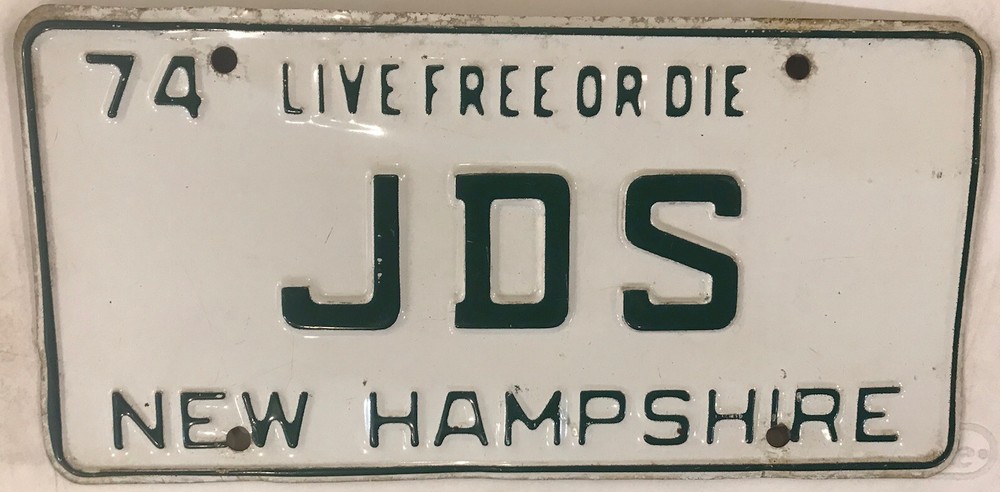 74 LIVE FREE OR DIE
JDS
NEW HAMPSHIRE